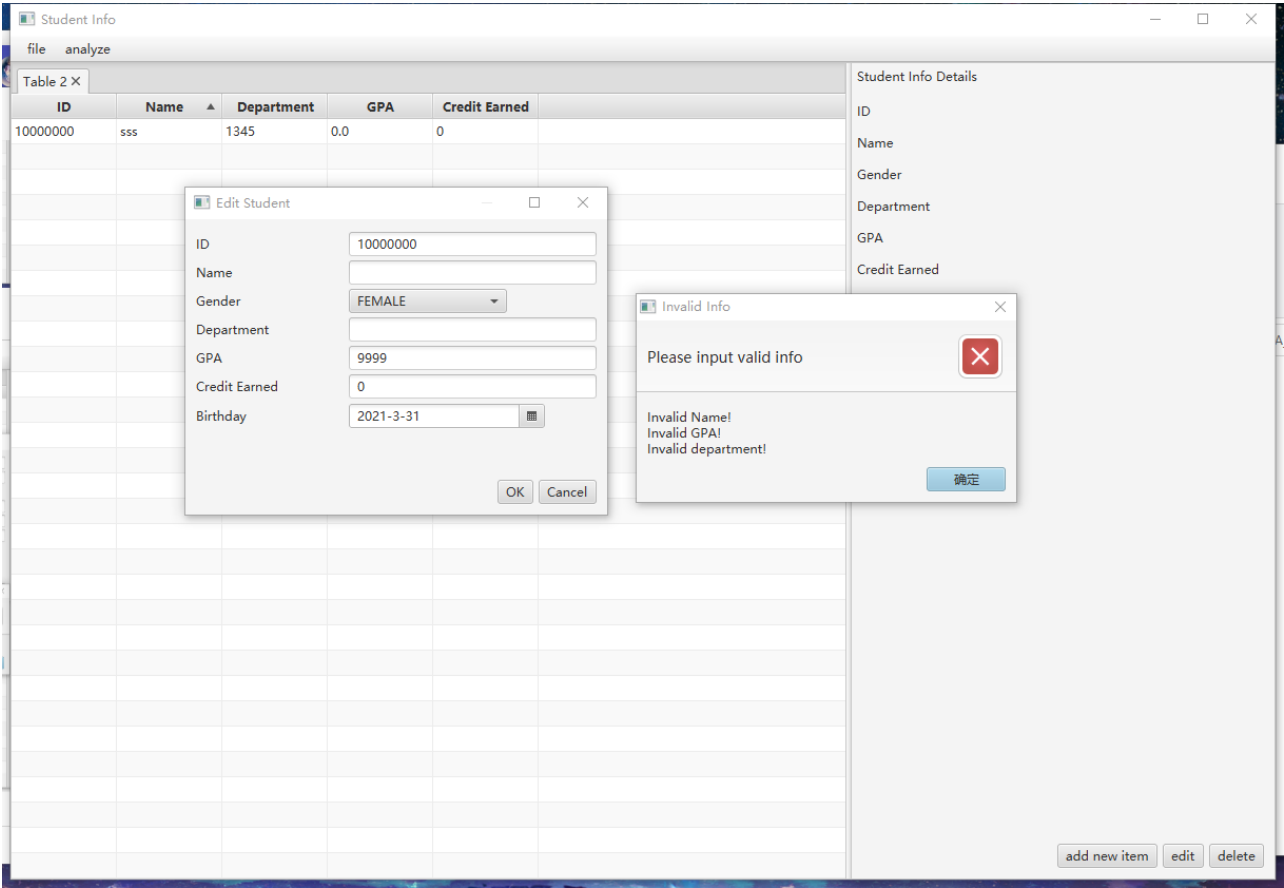 Student Info
file analyze
Table 2
ID Name Department GPA Credit Earned
10000000 sss 1345 0.0 0
Student Info Details
ID
Name
Gender
Department
GPA
Credit Earned
Edit Student
ID 10000000
Name
Gender FEMALE
Department
GPA 9999
Credit Earned 0
Birthday 2021-3-31
OK Cancel
Invalid Info
Please input valid info
Invalid Name!
Invalid GPA!
Invalid department!
确定
add new item edit delete